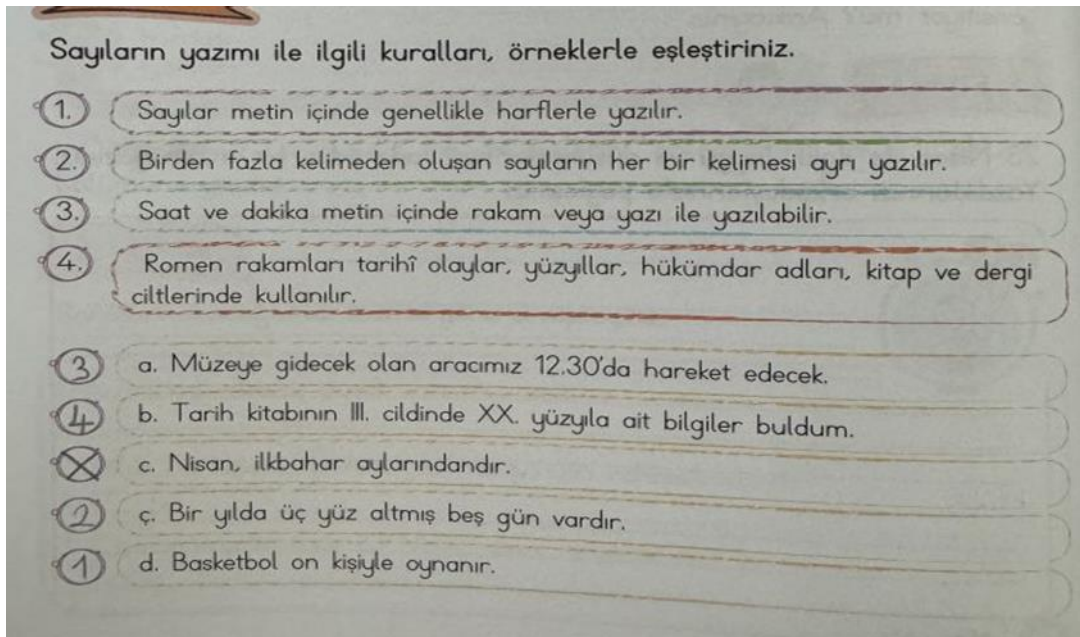 Sayıların yazımı ile ilgili kuralları, örneklerle eşleştiriniz.
1. Sayılar metin içinde genellikle harflerle yazılır.
2. Birden fazla kelimeden oluşan sayıların her bir kelimesi ayrı yazılır.
3. Saat ve dakika metin içinde rakam veya yazı ile yazılabilir.
4. Romen rakamları tarihî olaylar, yüzyıllar, hükümdar adları, kitap ve dergi
ciltlerinde kullanılır.
3 a. Müzeye gidecek olan aracımız 12.30'da hareket edecek.
4 b. Tarih kitabının III. cildinde XX. yüzyıla ait bilgiler buldum.
X c. Nisan, ilkbahar aylarındandır.
2 ç. Bir yılda üç yüz altmış beş gün vardır.
1 d. Basketbol on kişiyle oynanır.